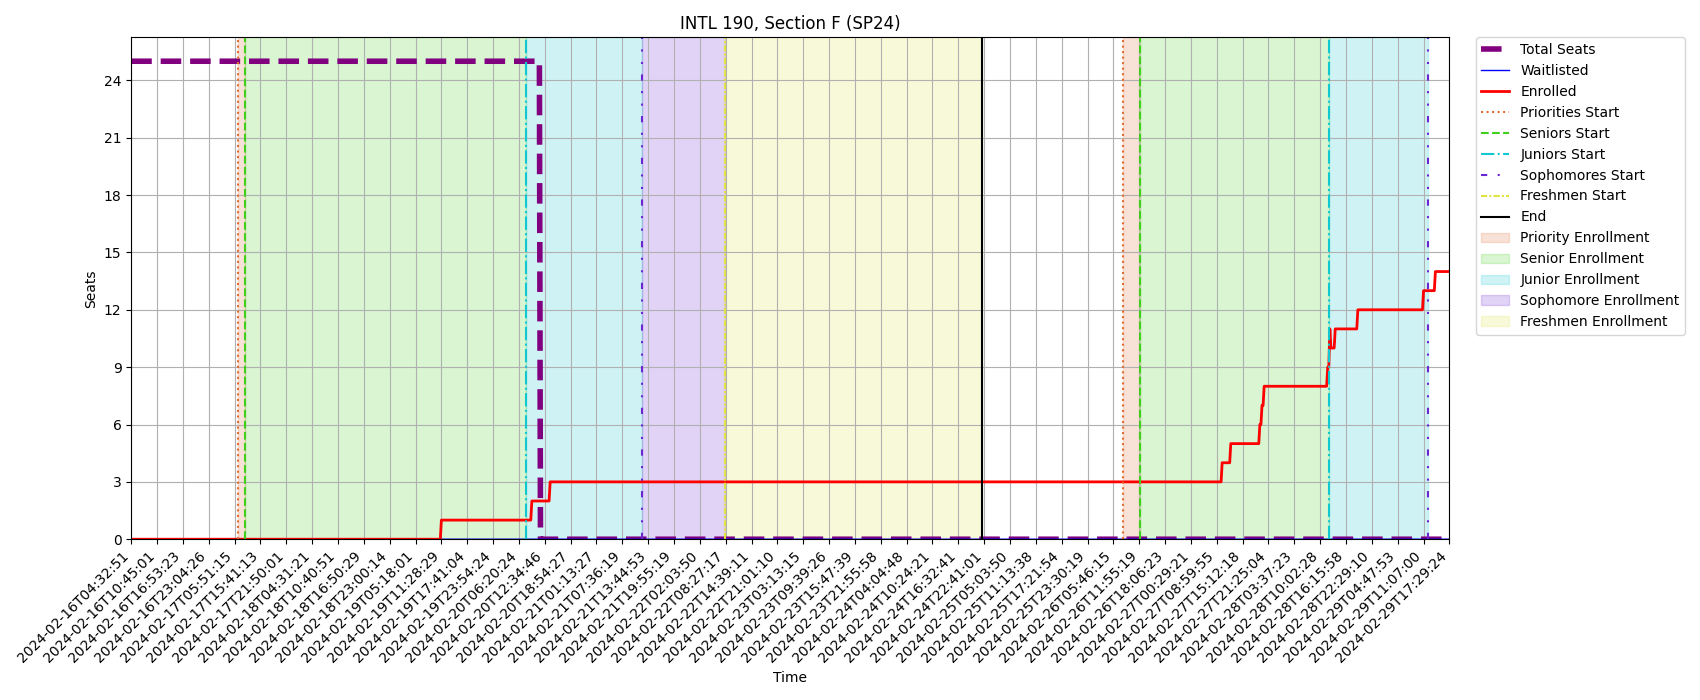 INTL 190, Section F (SP24)
Seats
24
21
18
15
12
9
6
3
0
2024-02-16T04:32:51
2024-02-16T10:45:01
2024-02-16T16:53:23
2024-02-16T23:04:26
2024-02-17T05:51:15
2024-02-17T15:41:13
2024-02-17T21:50:01
2024-02-18T04:31:21
2024-02-18T10:40:51
2024-02-18T16:50:29
2024-02-18T23:00:14
2024-02-19T05:18:01
2024-02-19T11:28:29
2024-02-19T17:41:04
2024-02-19T23:54:24
2024-02-20T06:20:24
2024-02-20T12:34:46
2024-02-20T18:54:27
2024-02-21T01:13:27
2024-02-21T07:36:19
2024-02-21T13:44:53
2024-02-21T19:55:19
2024-02-22T02:03:50
2024-02-22T08:27:17
2024-02-22T14:39:11
2024-02-22T21:01:10
2024-02-23T03:13:15
2024-02-23T09:39:26
2024-02-23T15:47:39
2024-02-23T21:55:58
2024-02-24T04:04:48
2024-02-24T10:24:21
2024-02-24T16:32:41
2024-02-24T22:41:01
2024-02-25T05:03:50
2024-02-25T11:13:38
2024-02-25T17:21:54
2024-02-25T23:30:19
2024-02-26T05:46:15
2024-02-26T11:55:19
2024-02-26T18:06:23
2024-02-27T00:29:21
2024-02-27T08:59:55
2024-02-27T15:12:18
2024-02-27T21:25:04
2024-02-28T03:37:23
2024-02-28T10:02:28
2024-02-28T16:15:58
2024-02-28T22:29:10
2024-02-29T04:47:53
2024-02-29T11:07:00
2024-02-29T17:29:24
Time
Total Seats
Waitlisted
Enrolled
Priorities Start
Seniors Start
Juniors Start
Sophomores Start
Freshmen Start
End
Priority Enrollment
Senior Enrollment
Junior Enrollment
Sophomore Enrollment
Freshmen Enrollment